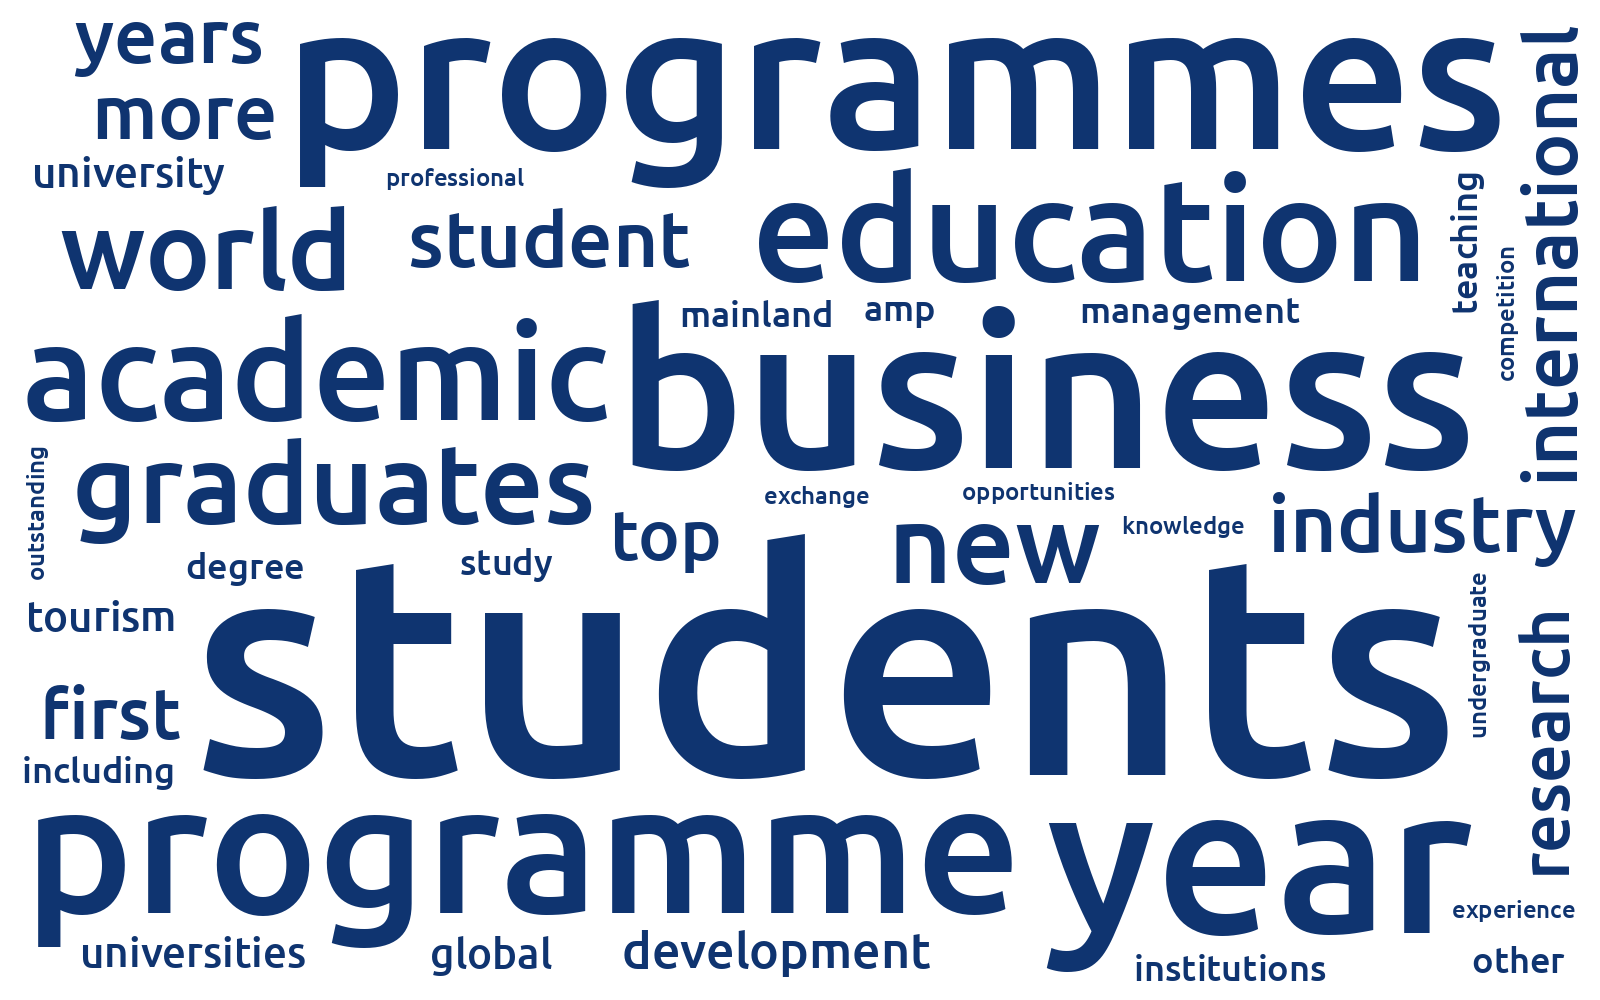 years
programmes
more
university
professional
international
world
student
education
teaching
competition
mainland
amp
management
academic
business
graduates
outstanding
exchange
opportunities
top
new
knowledge
industry
degree
study
tourism
students
undergraduate
research
first
including
programme
year
experience
universities
global
development
institutions
other